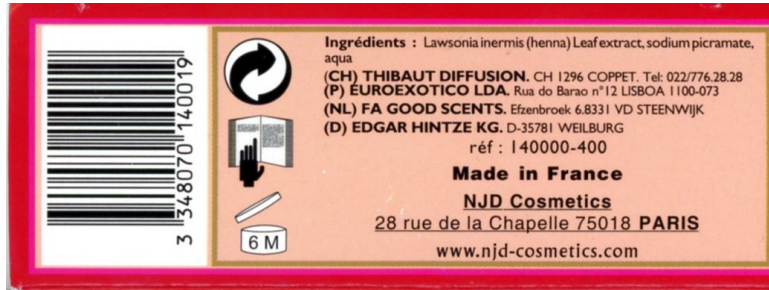 3 348070 140019
6 M
Ingrédients : Lawsonia inermis (henna) Leaf extract, sodium picramate,
aqua
(CH) THIBAUT DIFFUSION. CH 1296 COPPET. Tel: 022/776.28.28
(P) EUROEXOTICO LDA. Rua do Barao n°12 LISBOA 1100-073
(NL) FA GOOD SCENTS. Efzenbroek 6.8331 VD STEENWIJK
(D) EDGAR HINTZE KG. D-35781 WEILBURG
réf : 140000-400
Made in France
NJD Cosmetics
28 rue de la Chapelle 75018 PARIS
www.njd-cosmetics.com